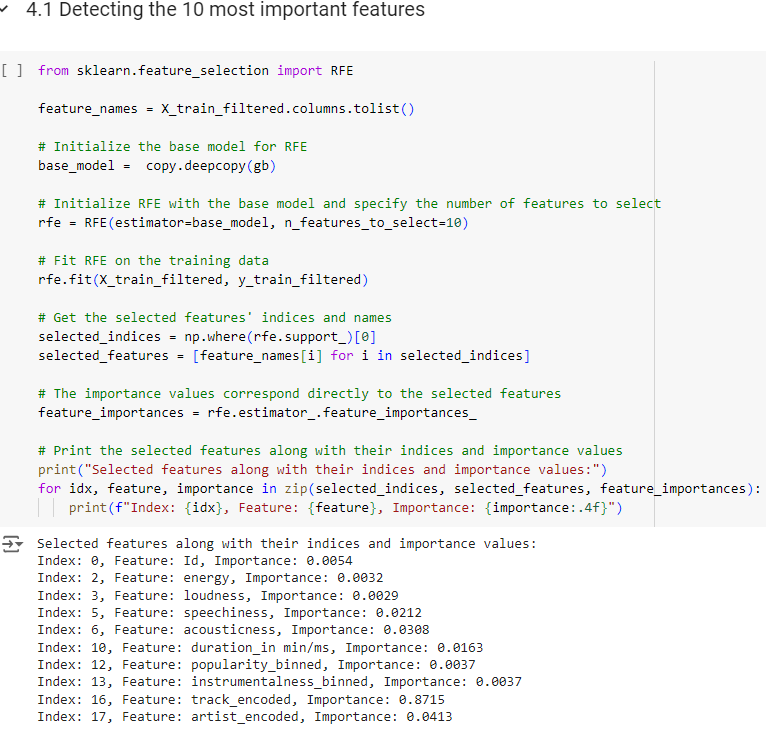 4.1 Detecting the 10 most important features
[ ] from sklearn.feature_selection import RFE
feature_names = X_train_filtered.columns.tolist()
# Initialize the base model for RFE
base_model =  copy.deepcopy(gb)
# Initialize RFE with the base model and specify the number of features to select
rfe = RFE(estimator=base_model, n_features_to_select=10)
# Fit RFE on the training data
rfe.fit(X_train_filtered, y_train_filtered)
# Get the selected features' indices and names
selected_indices = np.where(rfe.support_)[0]
selected_features = [feature_names[i] for i in selected_indices]
# The importance values correspond directly to the selected features
feature_importances = rfe.estimator_.feature_importances_
# Print the selected features along with their indices and importance values
print("Selected features along with their indices and importance values:")
for idx, feature, importance in zip(selected_indices, selected_features, feature_importances):
    print(f"Index: {idx}, Feature: {feature}, Importance: {importance:.4f}")
Selected features along with their indices and importance values:
Index: 0, Feature: Id, Importance: 0.0054
Index: 2, Feature: energy, Importance: 0.0032
Index: 3, Feature: loudness, Importance: 0.0029
Index: 5, Feature: speechiness, Importance: 0.0212
Index: 6, Feature: acousticness, Importance: 0.0308
Index: 10, Feature: duration_in min/ms, Importance: 0.0163
Index: 12, Feature: popularity_binned, Importance: 0.0037
Index: 13, Feature: instrumentalness_binned, Importance: 0.0037
Index: 16, Feature: track_encoded, Importance: 0.8715
Index: 17, Feature: artist_encoded, Importance: 0.0413